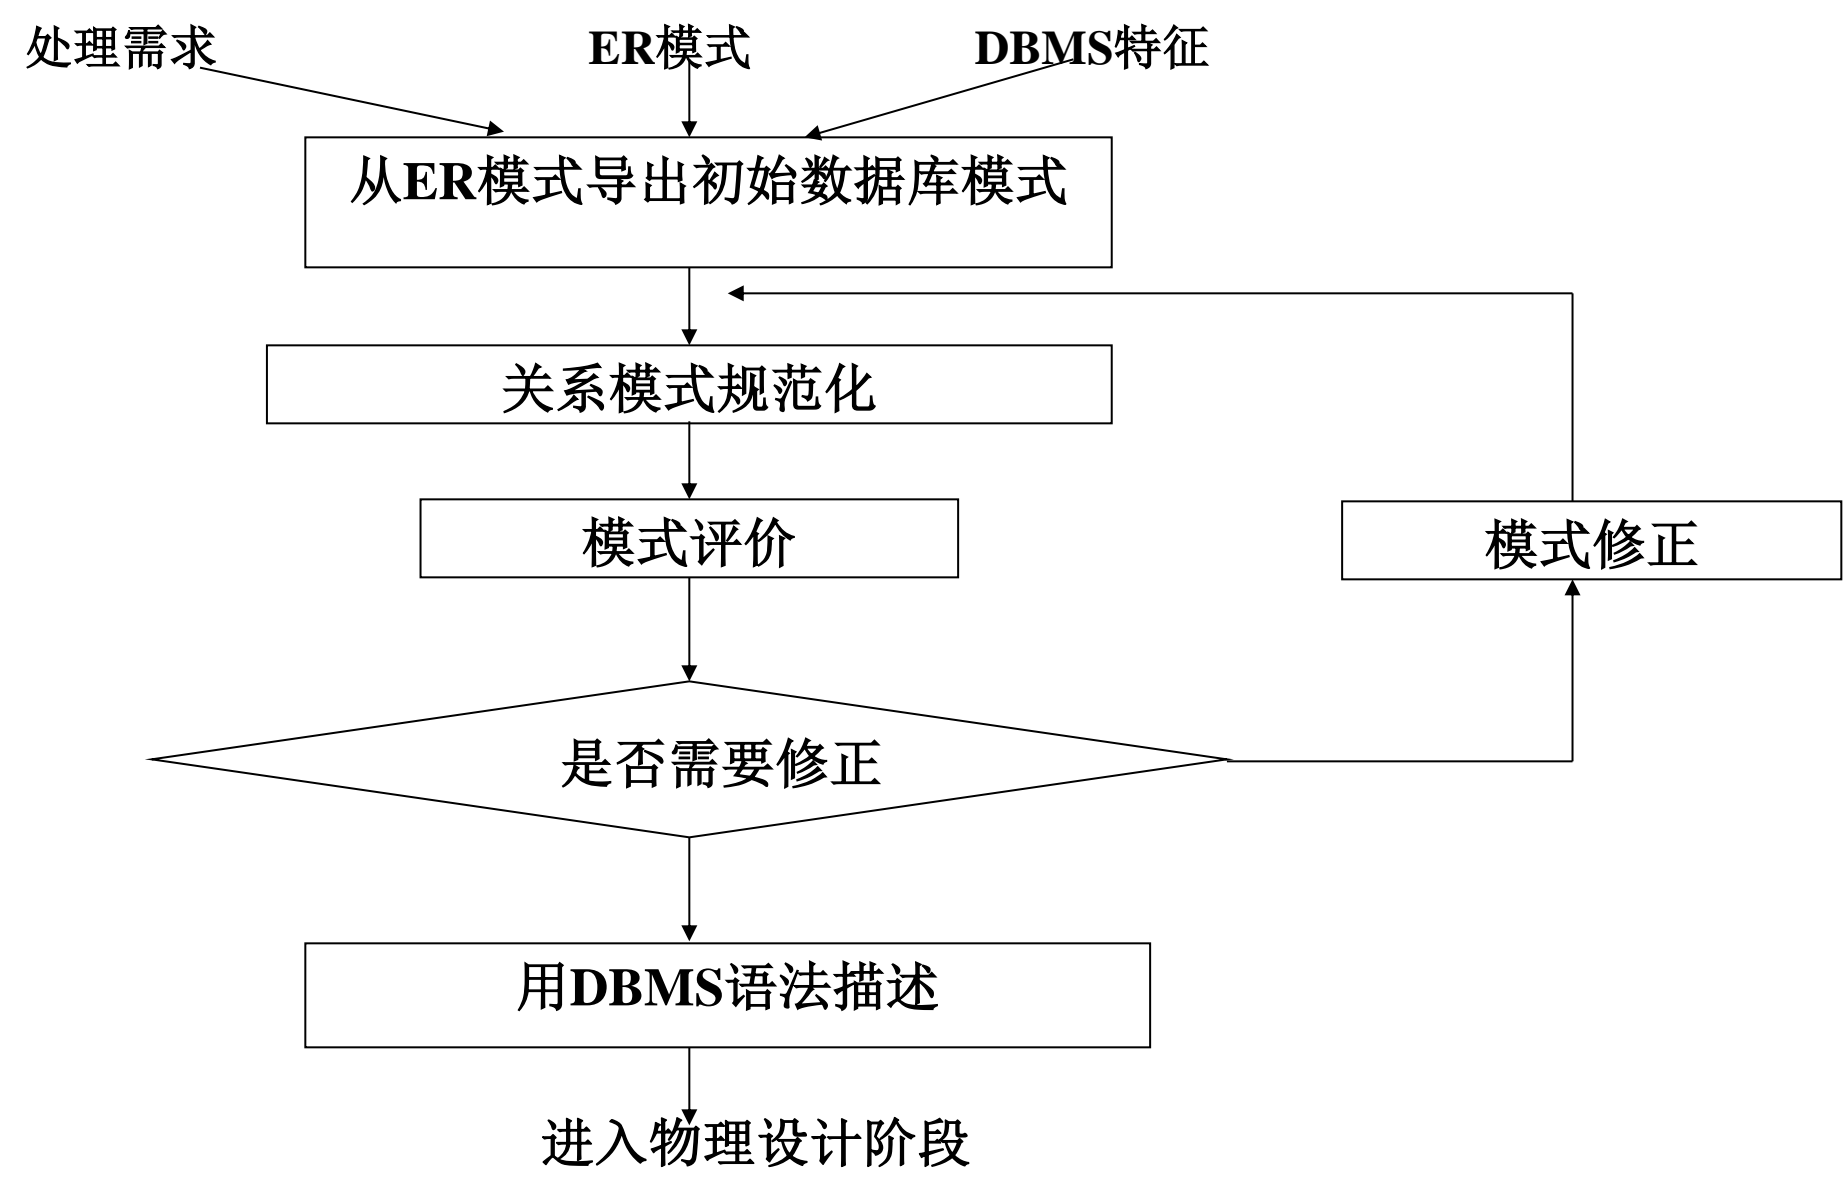 处理需求
ER模式
DBMS特征
从ER模式导出初始数据库模式
关系模式规范化
模式评价
模式修正
是否需要修正
用DBMS语法描述
进入物理设计阶段